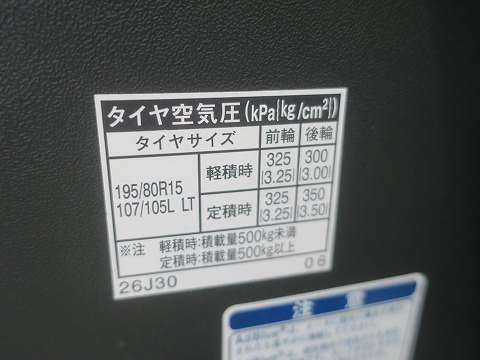 タイヤ空気圧(kPa{kg/cm²})
タイヤサイズ 前輪 後輪
195/80R15 107/105L LT 軽積時 325{3.25} 300{3.00}
定積時 325{3.25} 350{3.50}
※注 軽積時:積載量500kg未満
定積時:積載量500kg以上
26J30 06
注意